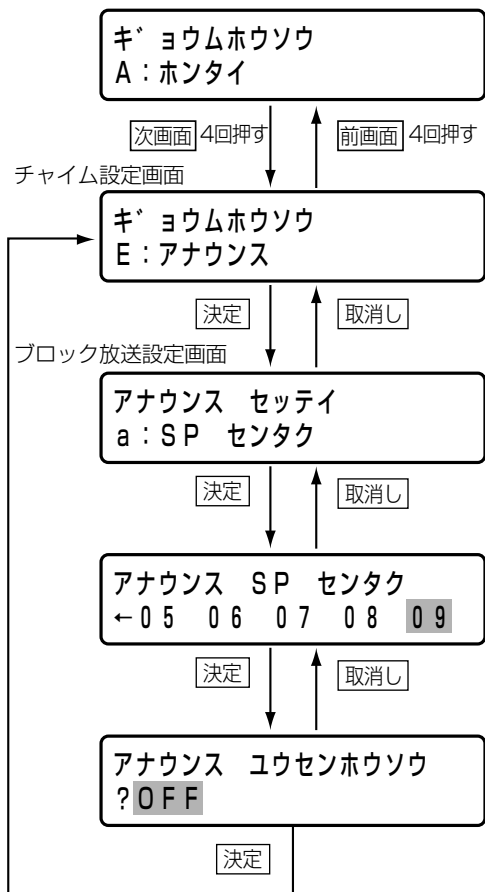 ギョウムホウソウ
A：ホンタイ
次画面 4回押す
前画面 4回押す
チャイム設定画面
ギョウムホウソウ
E：アナウンス
決定
取消し
ブロック放送設定画面
アナウンス セッテイ
a：SP センタク
決定
取消し
アナウンス SP センタク
←05 06 07 08 09
決定
取消し
アナウンス ユウセンホウソウ
?OFF
決定